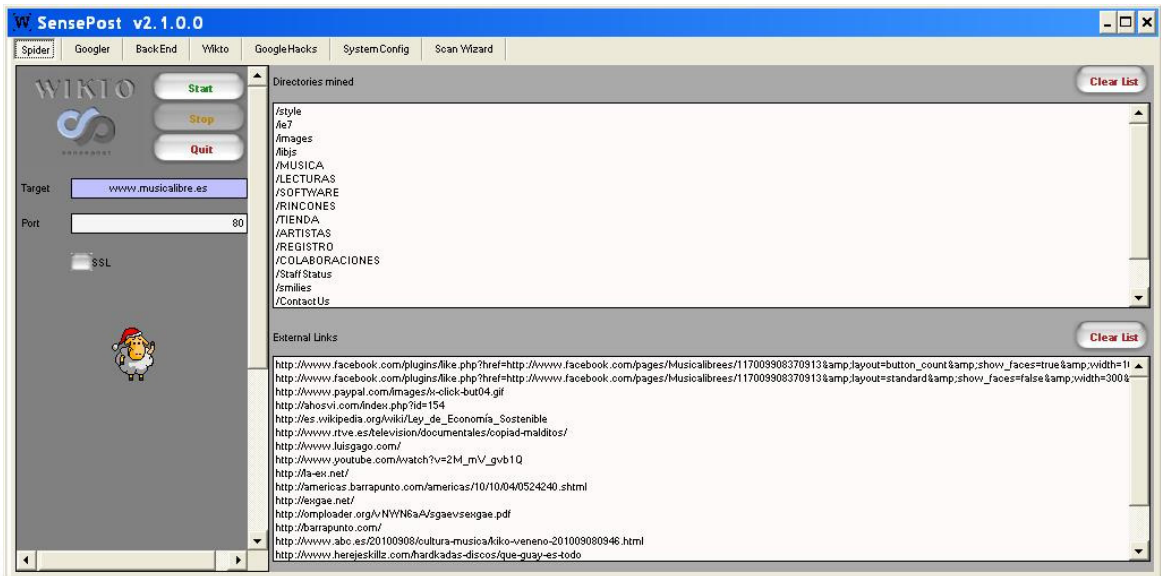 SensePost v2.1.0.0
Spider Googler BackEnd Wikto GoogleHacks SystemConfig Scan Wizard
WIKTO
sensepost
Start
Stop
Quit
Target www.musicalibre.es
Port 80
SSL
Directories mined Clear List
/style
/ie7
/images
/libjs
/MUSICA
/LECTURAS
/SOFTWARE
/RINCONES
/TIENDA
/ARTISTAS
/REGISTRO
/COLABORACIONES
/StaffStatus
/smilies
/ContactUs
External Links Clear List
http://www.facebook.com/plugins/like.php?href=http://www.facebook.com/pages/Musicalibrees/117009908370913&amp;layout=button_count&amp;show_faces=true&amp;width=1
http://www.facebook.com/plugins/like.php?href=http://www.facebook.com/pages/Musicalibrees/117009908370913&amp;layout=standard&amp;show_faces=false&amp;width=300&
http://www.paypal.com/images/x-click-but04.gif
http://ahosvi.com/index.php?id=154
http://es.wikipedia.org/wiki/Ley_de_Economía_Sostenible
http://www.rtve.es/television/documentales/copiad-malditos/
http://www.luisgago.com/
http://www.youtube.com/watch?v=2M_mV_gvb1Q
http://la-ex.net/
http://americas.barrapunto.com/americas/10/10/04/0524240.shtml
http://exgae.net/
http://omploader.org/vNWN6aA/sgaevsexgae.pdf
http://barrapunto.com/
http://www.abc.es/20100908/cultura-musica/kiko-veneno-201009080946.html
http://www.herejeskillz.com/hardkadas-discos/que-guay-es-todo